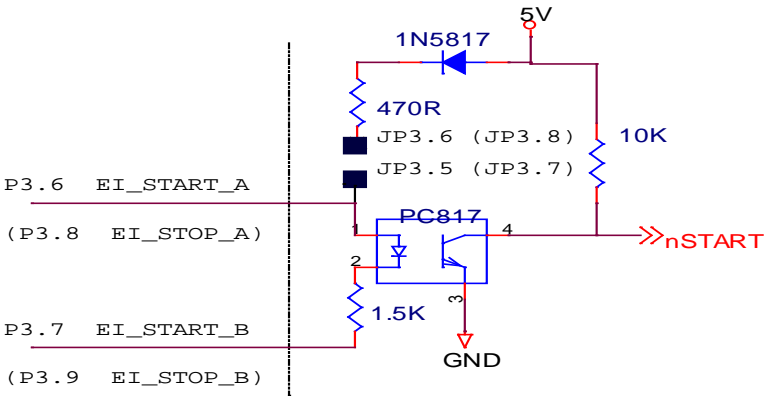 5V
1N5817
470R
JP3.6 (JP3.8)
10K
JP3.5 (JP3.7)
P3.6 EI_START_A
PC817
(P3.8 EI_STOP_A)
1
4
nSTART
2
3
1.5K
P3.7 EI_START_B
GND
(P3.9 EI_STOP_B)